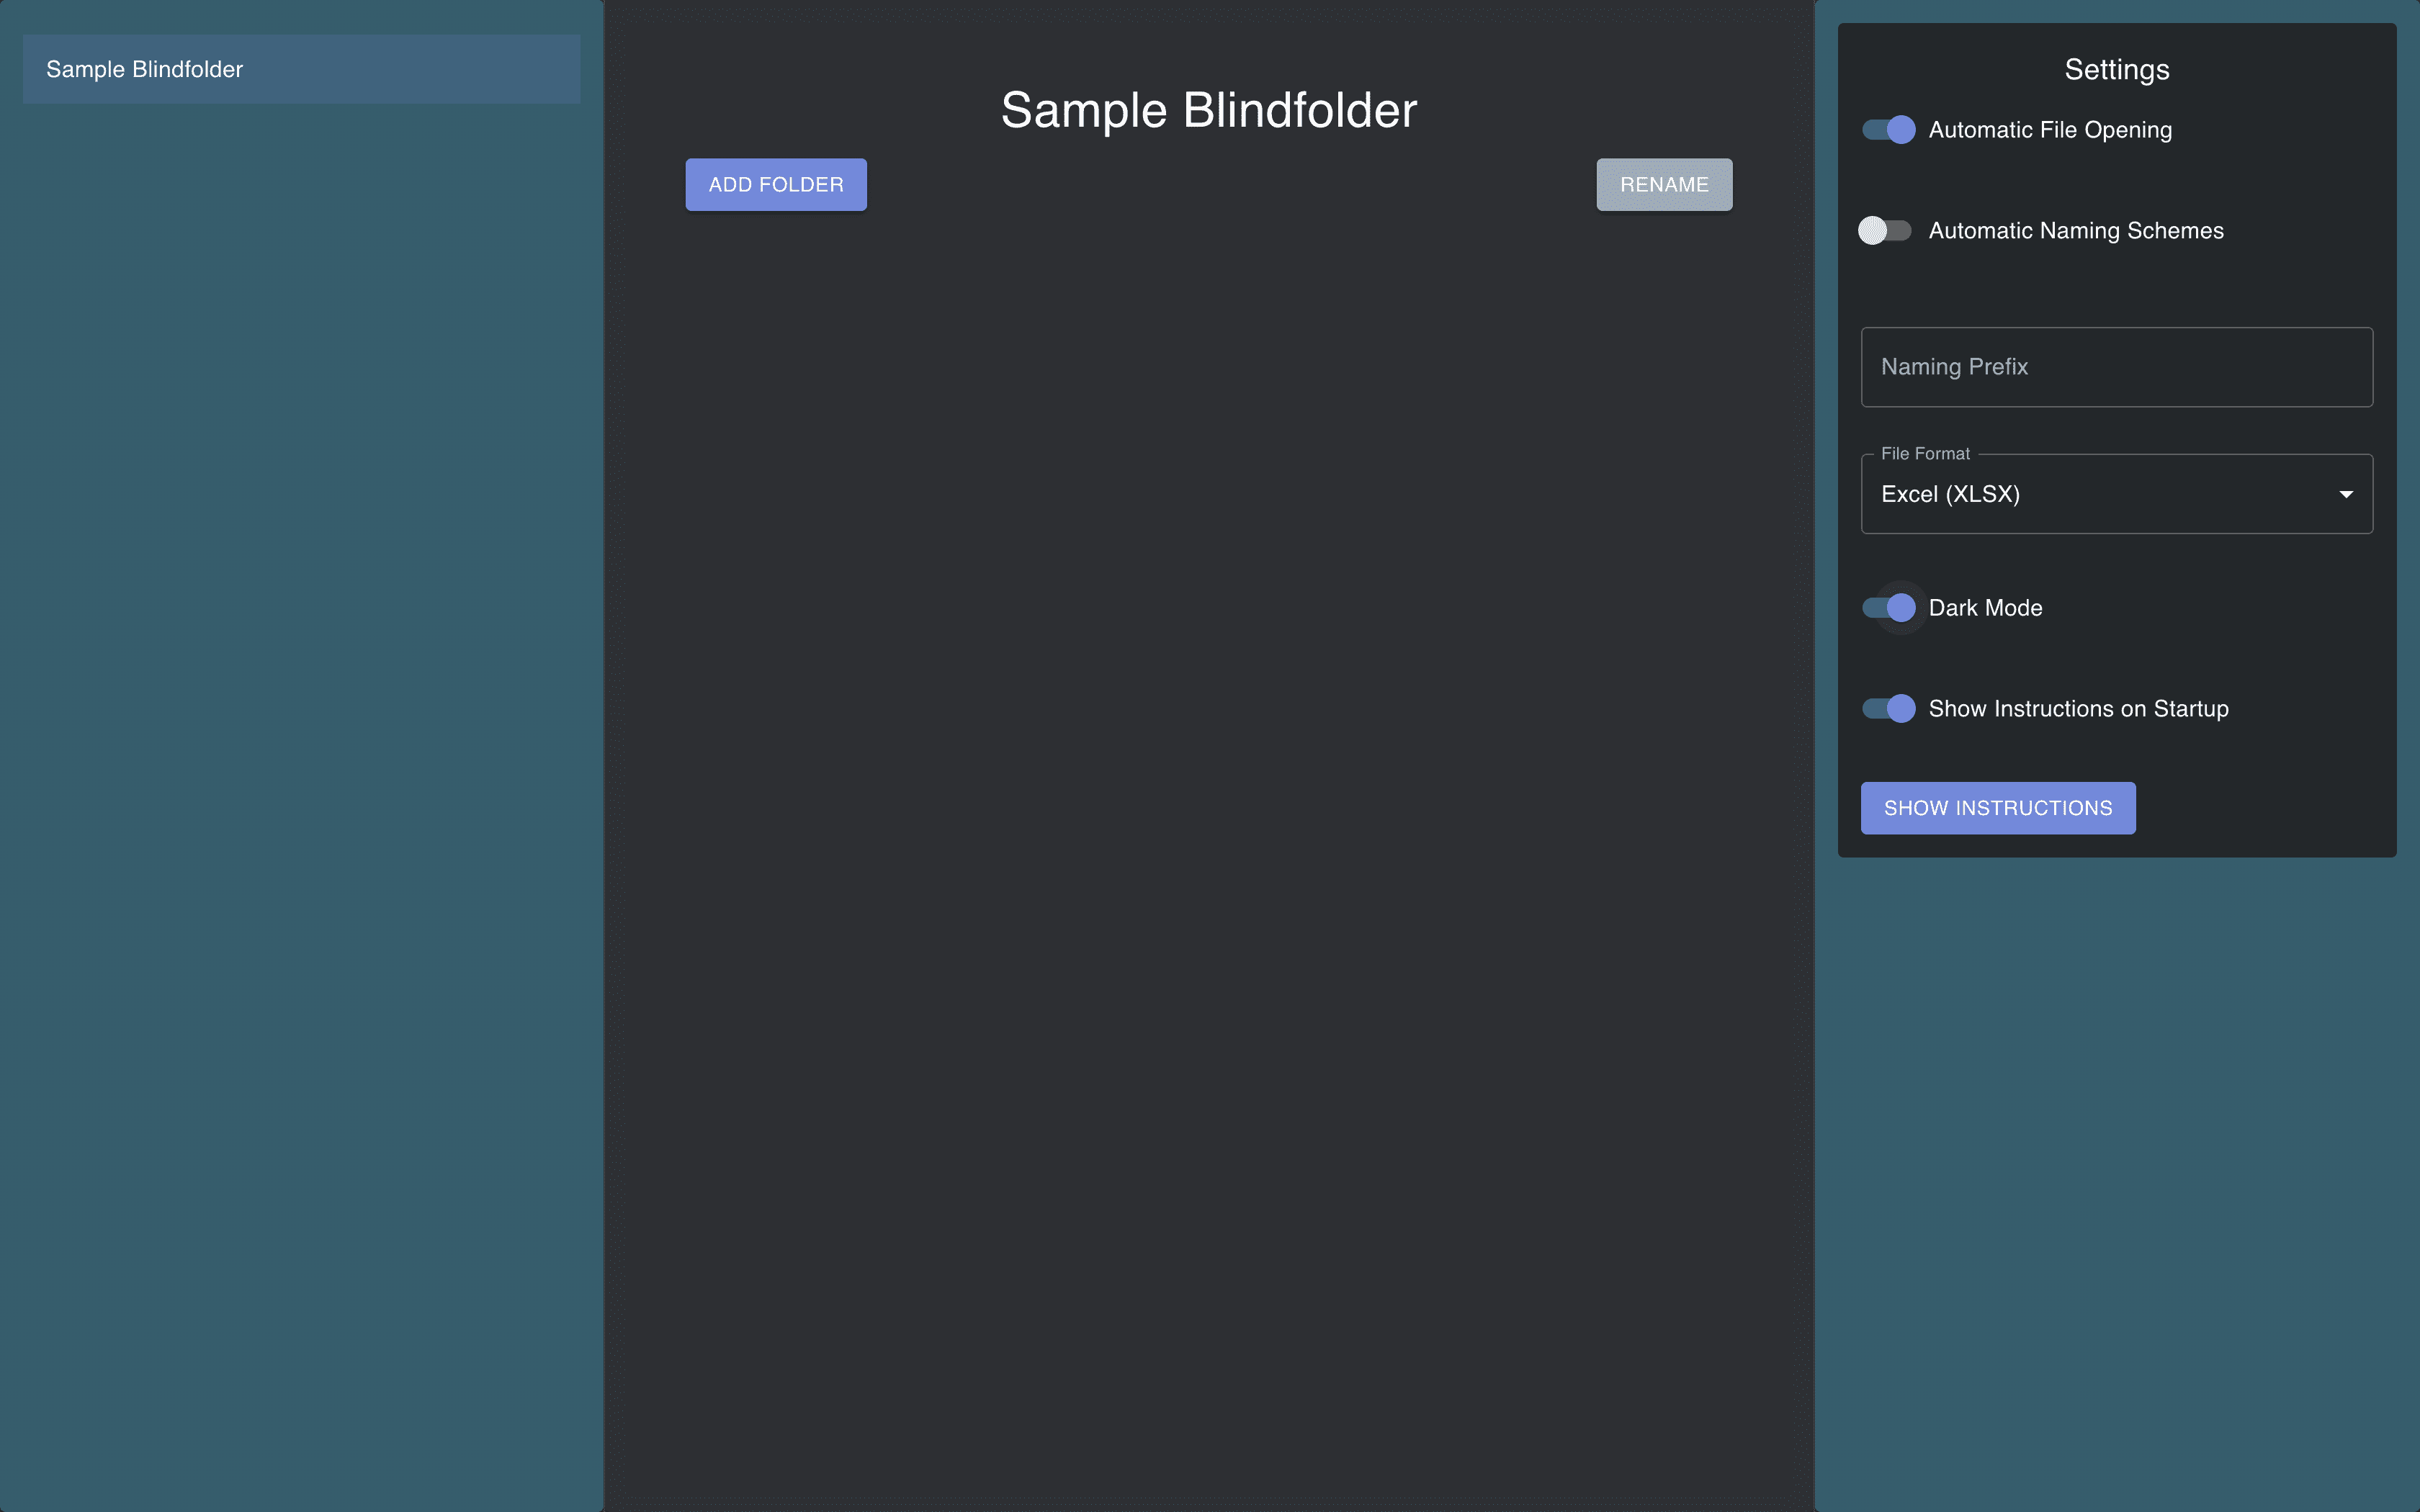 Sample Blindfolder
Sample Blindfolder
ADD FOLDER
RENAME
Settings
Automatic File Opening
Automatic Naming Schemes
Naming Prefix
File Format
Excel (XLSX)
Dark Mode
Show Instructions on Startup
SHOW INSTRUCTIONS